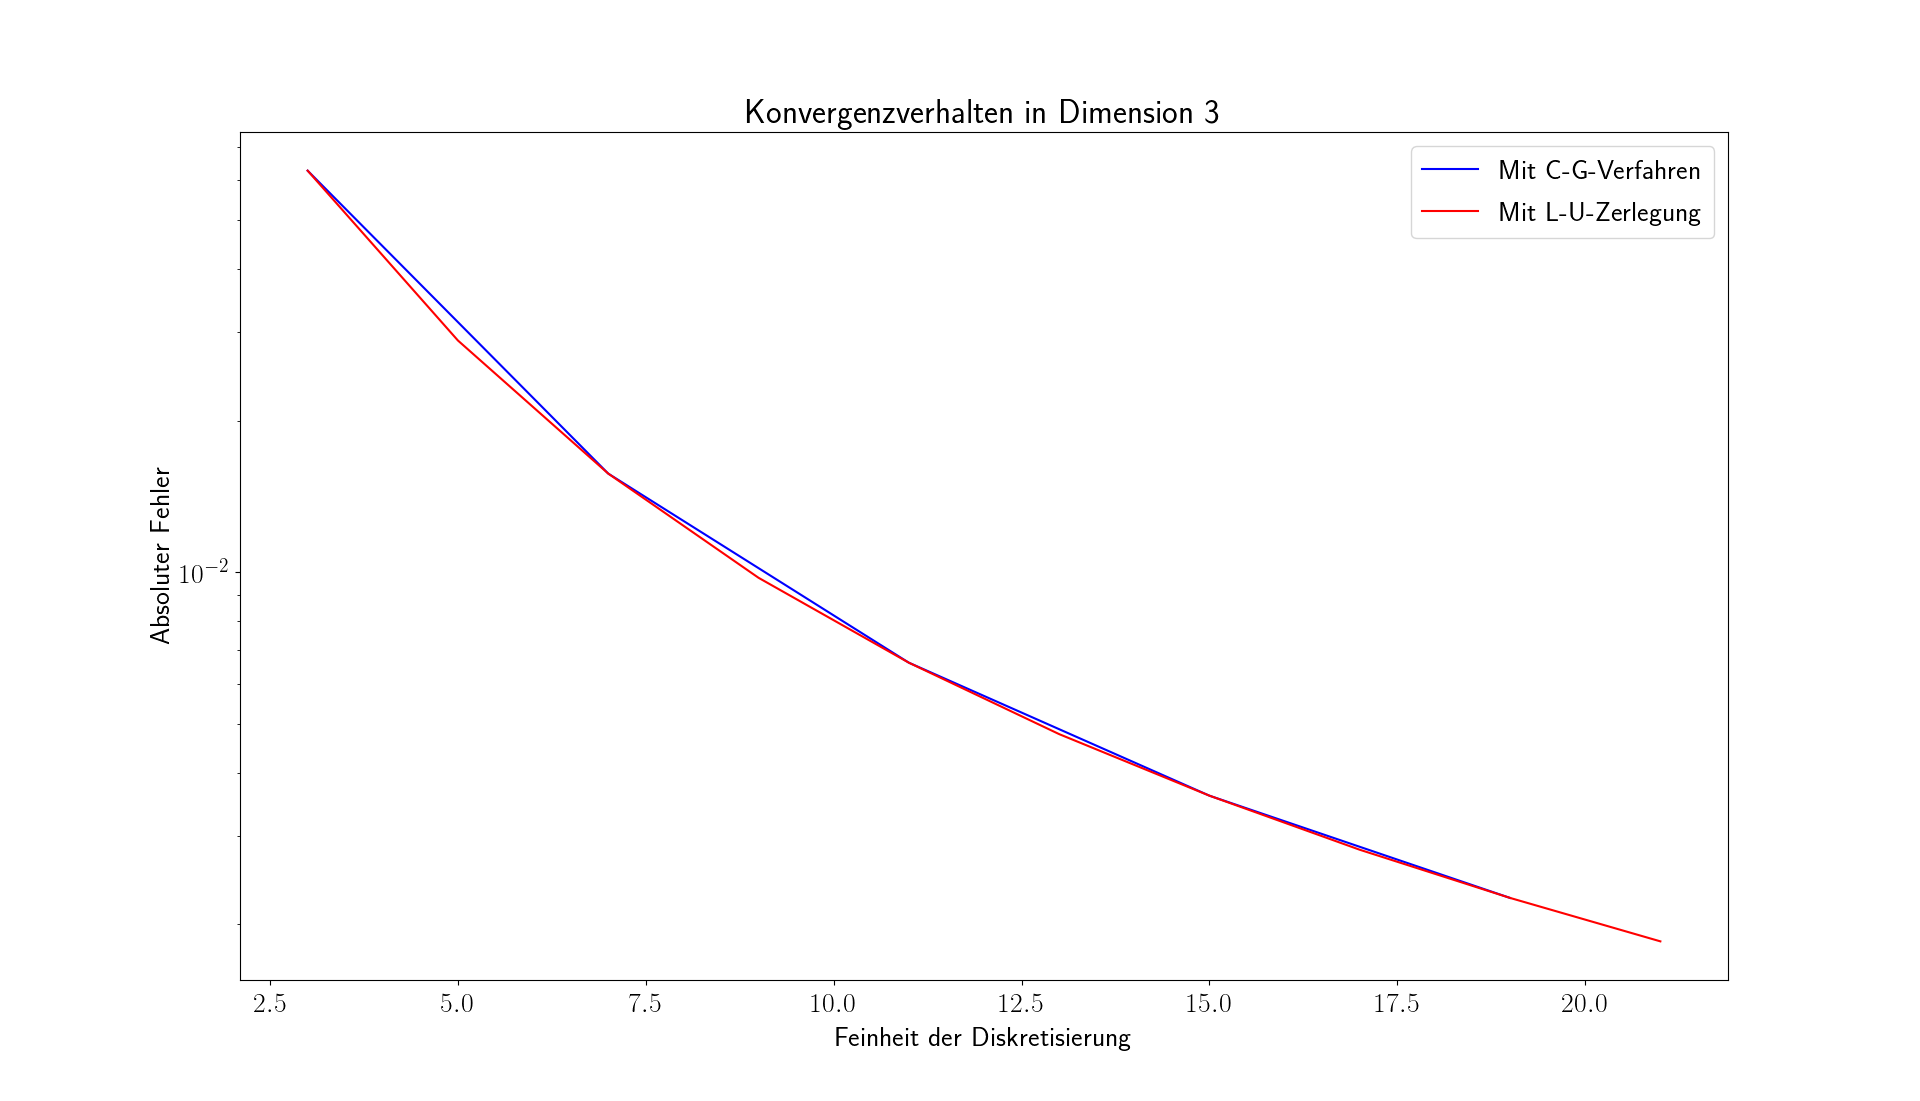 Konvergenzverhalten in Dimension 3
Mit C-G-Verfahren
Mit L-U-Zerlegung
Absoluter Fehler
10⁻²
2.5 5.0 7.5 10.0 12.5 15.0 17.5 20.0
Feinheit der Diskretisierung